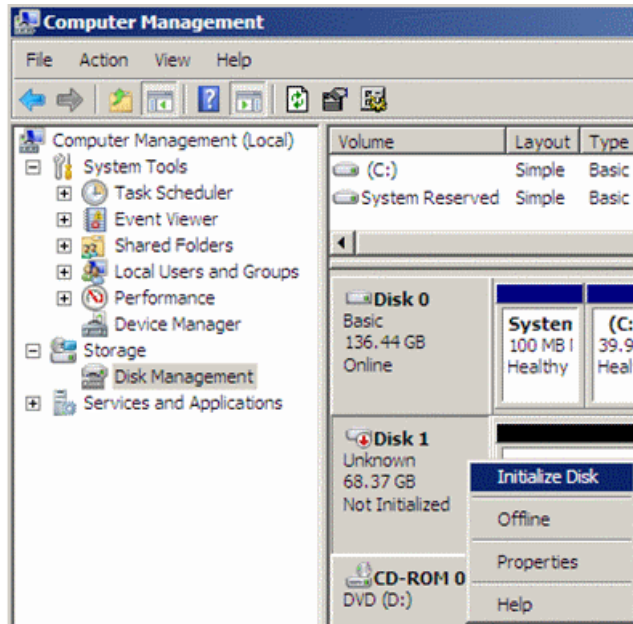 Computer Management
File Action View Help
Computer Management (Local)
System Tools
Task Scheduler
Event Viewer
Shared Folders
Local Users and Groups
Performance
Device Manager
Storage
Disk Management
Services and Applications
Volume Layout Type
(C:) Simple Basic
System Reserved Simple Basic
Disk 0
Basic
136.44 GB
Online
Systen
100 MB
Healthy
(C:
39.9
Heal
Disk 1
Unknown
68.37 GB
Not Initialized
Initialize Disk
Offline
Properties
Help
CD-ROM 0
DVD (D:)